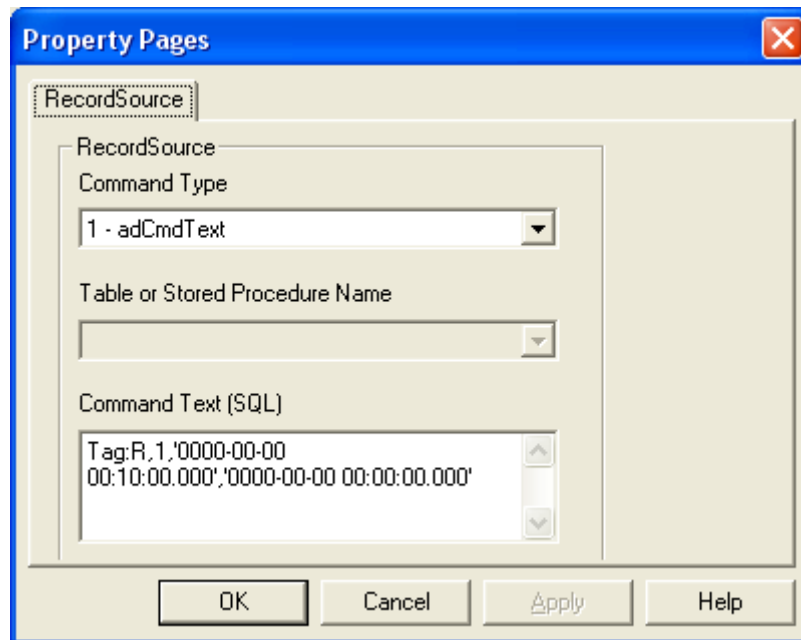 Property Pages
RecordSource
RecordSource
Command Type
1 - adCmdText
Table or Stored Procedure Name
Command Text (SQL)
Tag:R,1,'0000-00-00
00:10:00.000','0000-00-00 00:00:00.000'
OK Cancel Apply Help